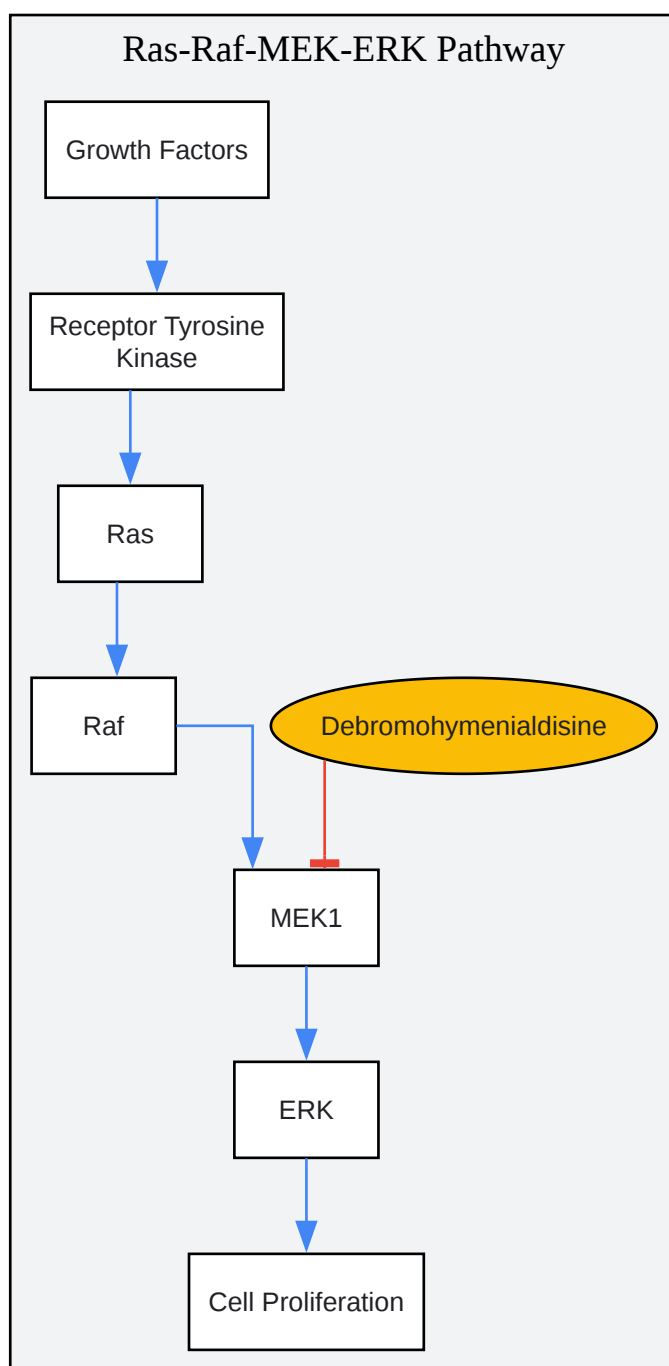 Ras-Raf-MEK-ERK Pathway
Growth Factors
Receptor Tyrosine
Kinase
Ras
Raf
Debromohymenialdisine
MEK1
ERK
Cell Proliferation